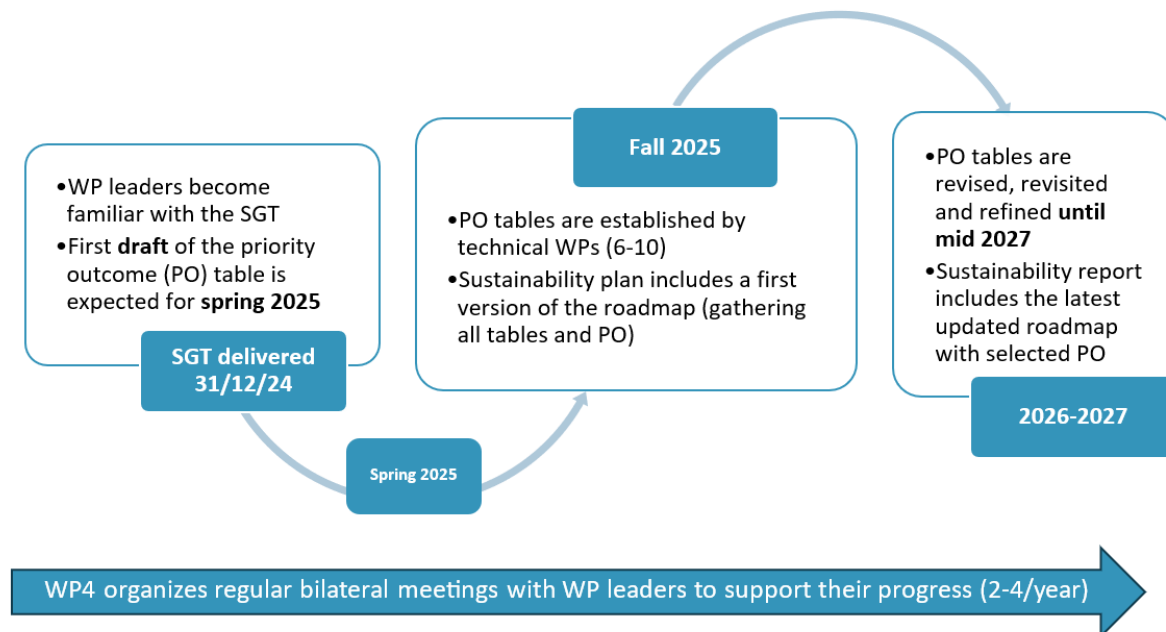 •WP leaders become
familiar with the SGT
•First draft of the priority
outcome (PO) table is
expected for spring 2025
SGT delivered
31/12/24
Spring 2025
Fall 2025
•PO tables are established by
technical WPs (6-10)
•Sustainability plan includes a first
version of the roadmap (gathering
all tables and PO)
•PO tables are
revised, revisited
and refined until
mid 2027
•Sustainability report
includes the latest
updated roadmap
with selected PO
2026-2027
WP4 organizes regular bilateral meetings with WP leaders to support their progress (2-4/year)